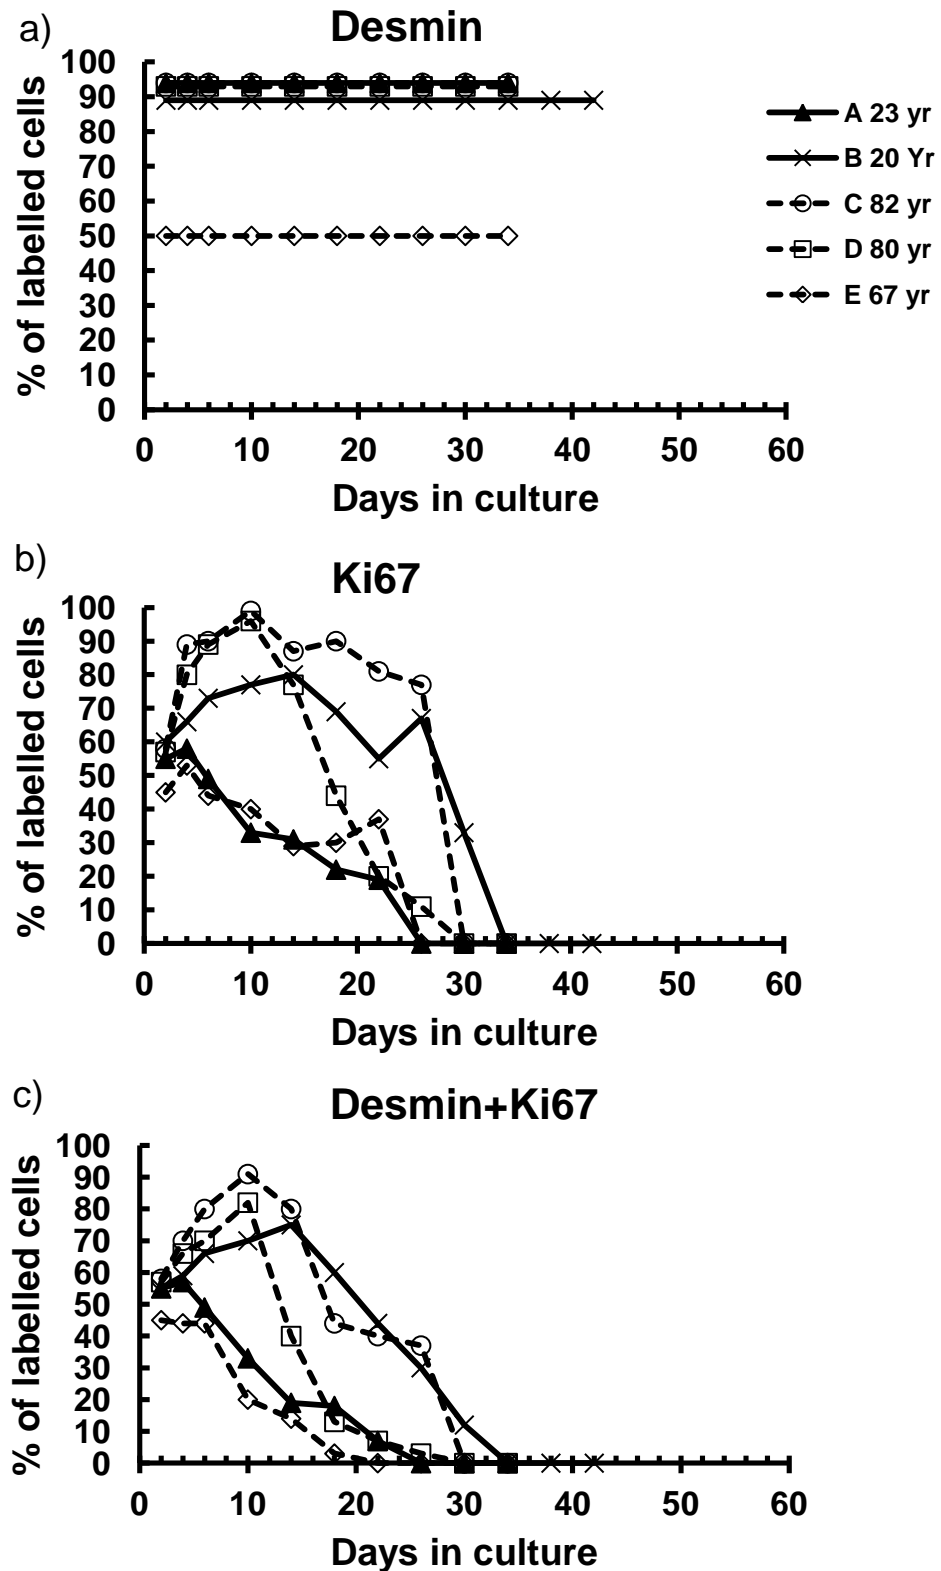 a)
Desmin
% of labelled cells
100
90
80
70
60
50
40
30
20
10
0
0 10 20 30 40 50 60
Days in culture
A 23 yr
B 20 Yr
C 82 yr
D 80 yr
E 67 yr
b)
Ki67
% of labelled cells
100
90
80
70
60
50
40
30
20
10
0
0 10 20 30 40 50 60
Days in culture
c)
Desmin+Ki67
% of labelled cells
100
90
80
70
60
50
40
30
20
10
0
0 10 20 30 40 50 60
Days in culture